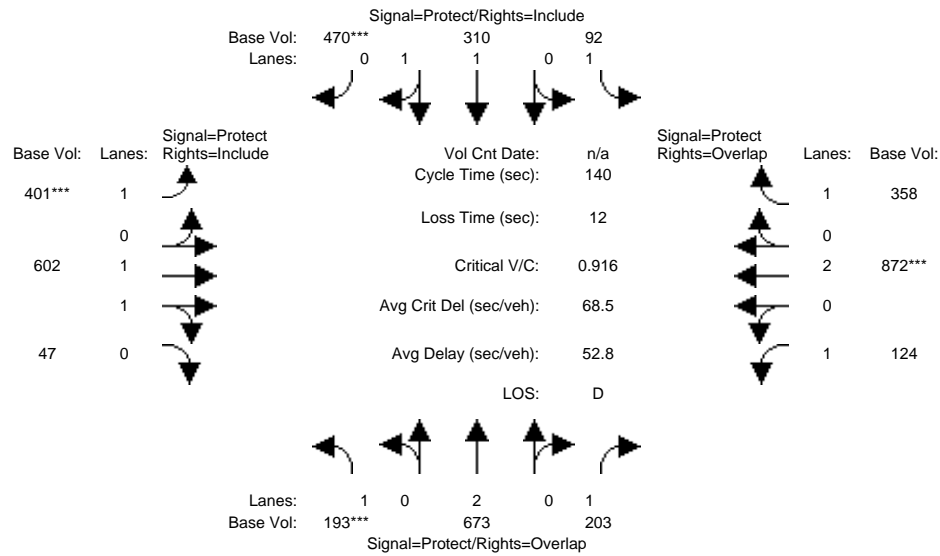 Signal=Protect/Rights=Include
Base Vol: 470*** 310 92
Lanes: 0 1 1 0 1
Signal=Protect Signal=Protect
Base Vol: Lanes: Rights=Include Vol Cnt Date: n/a Rights=Overlap Lanes: Base Vol:
Cycle Time (sec): 140
401*** 1 1 358
Loss Time (sec): 12
0 0
602 1 Critical V/C: 0.916 2 872***
1 Avg Crit Del (sec/veh): 68.5 0
47 0 Avg Delay (sec/veh): 52.8 1 124
LOS: D
Lanes: 1 0 2 0 1
Base Vol: 193*** 673 203
Signal=Protect/Rights=Overlap